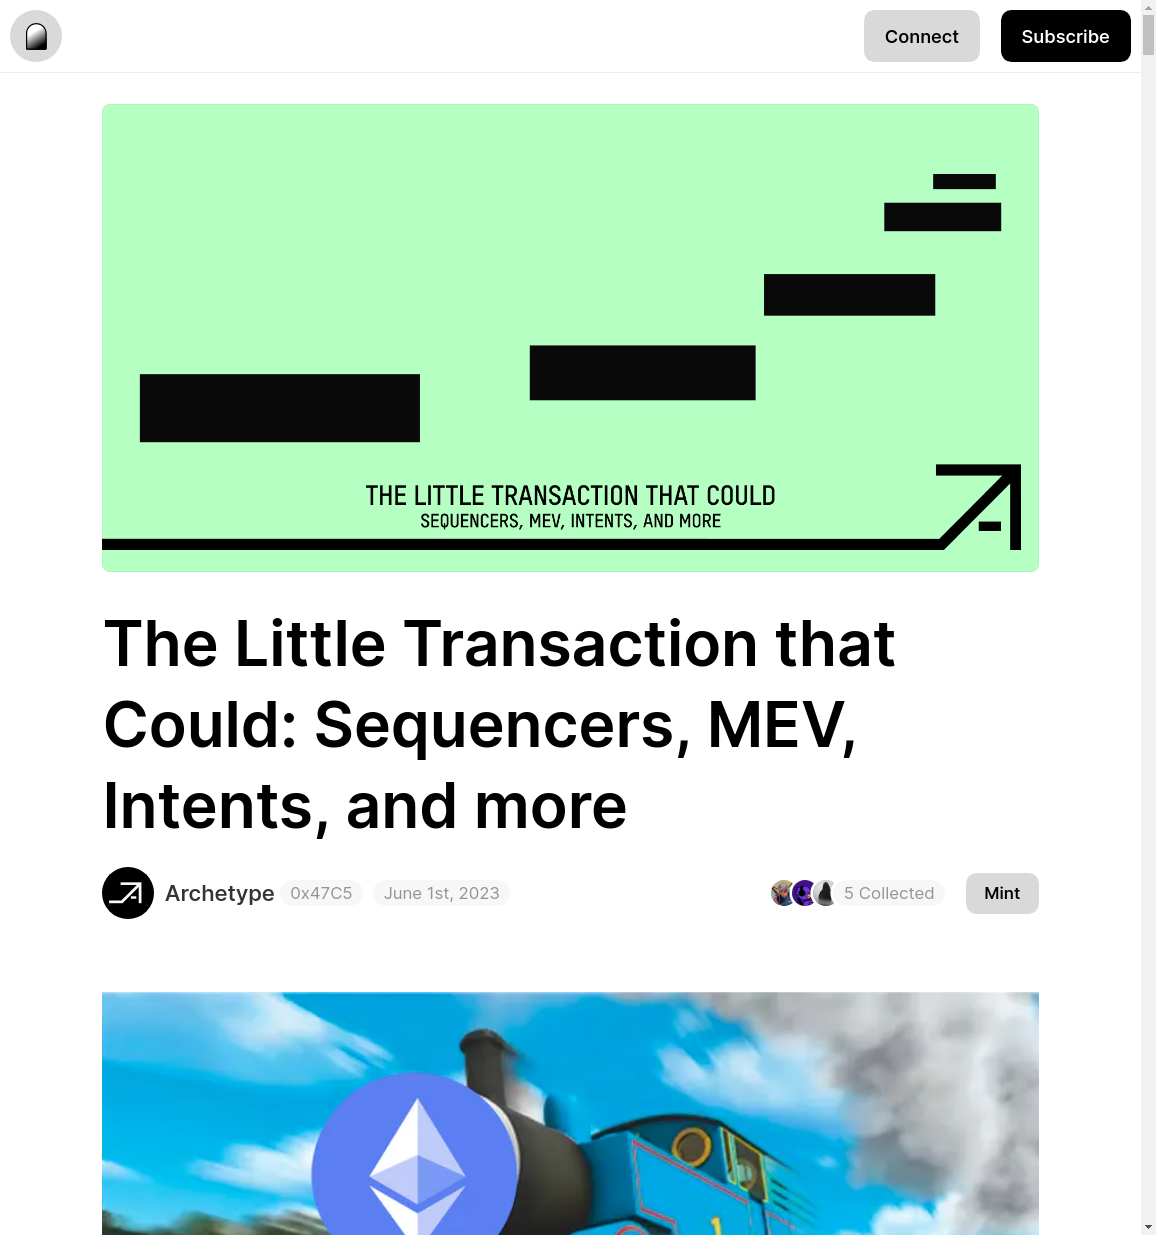 Connect
Subscribe
THE LITTLE TRANSACTION THAT COULD
SEQUENCERS, MEV, INTENTS, AND MORE
The Little Transaction that
Could: Sequencers, MEV,
Intents, and more
Archetype 0x47C5 June 1st, 2023
5 Collected
Mint
1